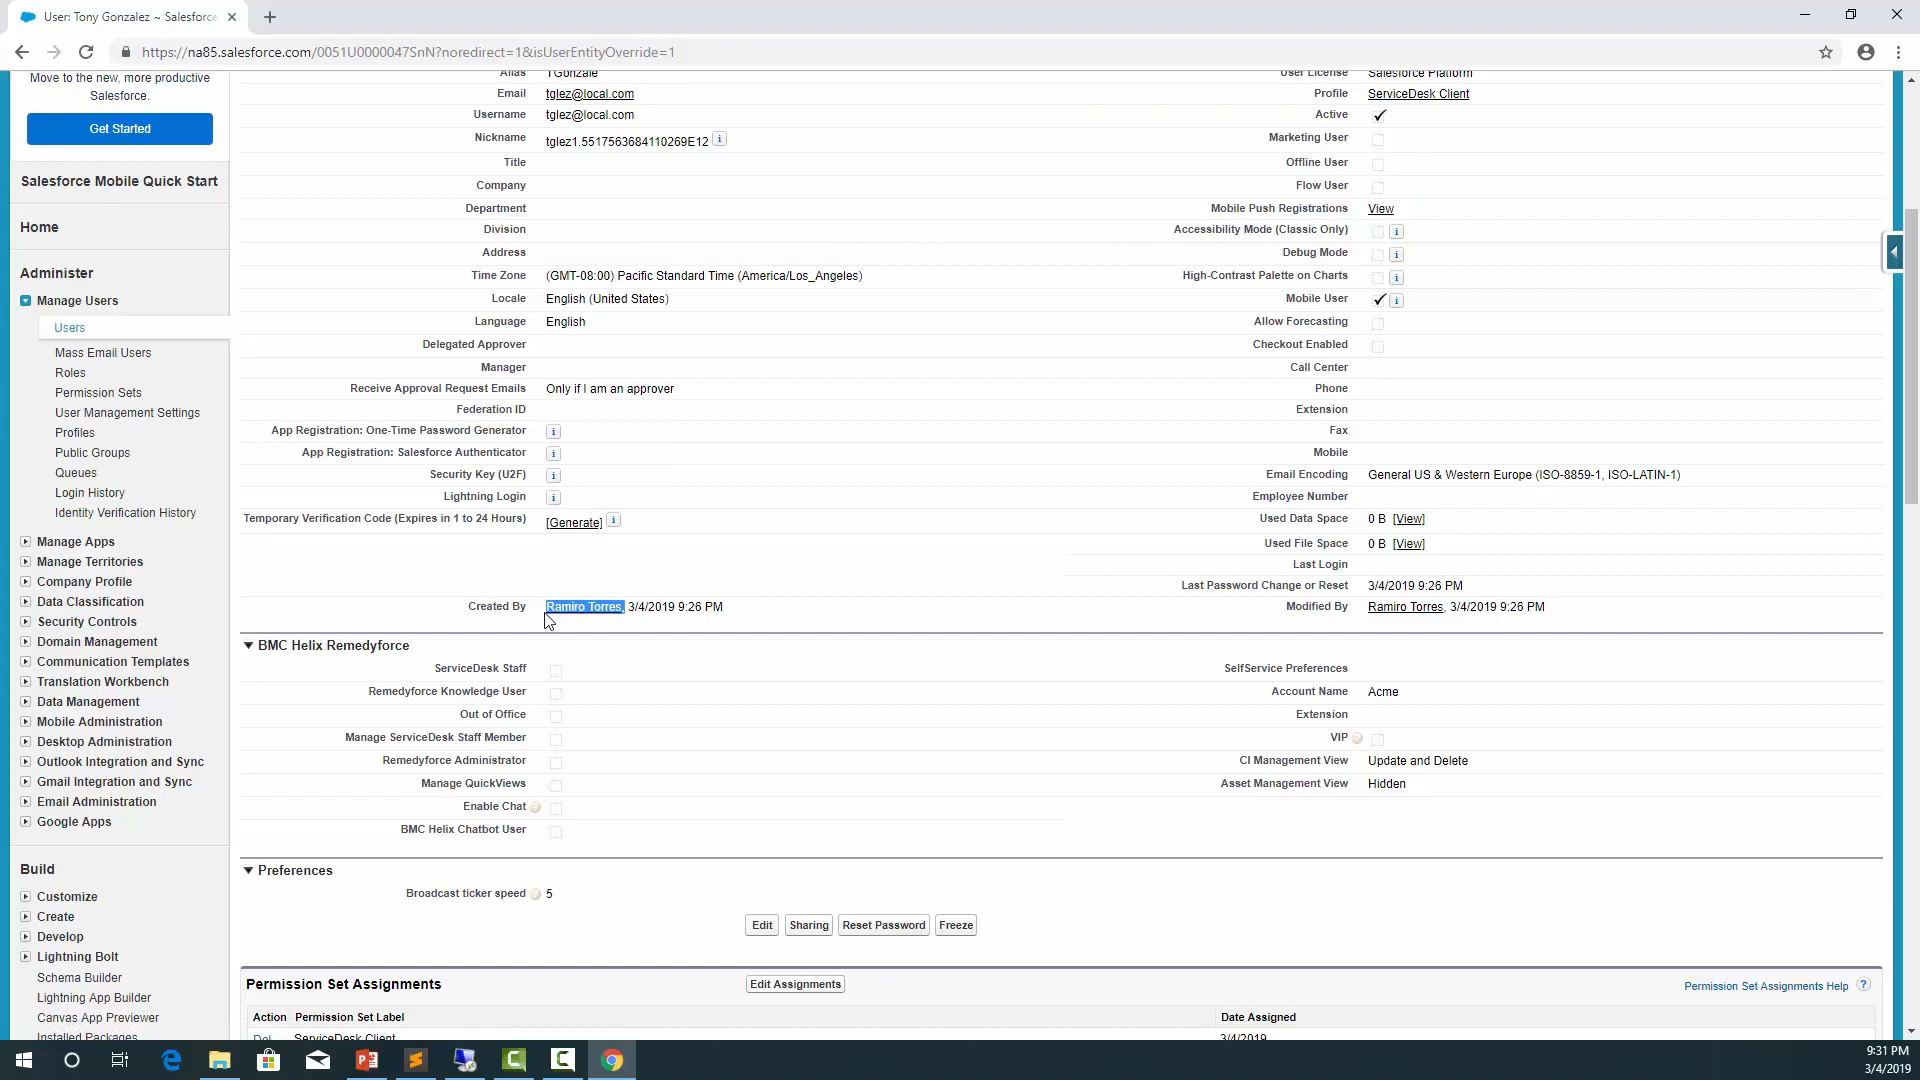 User: Tony Gonzalez ~ Salesforce
https://na85.salesforce.com/0051U0000047SnN?noredirect=1&isUserEntityOverride=1
Move to the new, more productive
Salesforce.
Get Started
Salesforce Mobile Quick Start
Home
Administer
Manage Users
Users
Mass Email Users
Roles
Permission Sets
User Management Settings
Profiles
Public Groups
Queues
Login History
Identity Verification History
Manage Apps
Manage Territories
Company Profile
Data Classification
Security Controls
Domain Management
Communication Templates
Translation Workbench
Data Management
Mobile Administration
Desktop Administration
Outlook Integration and Sync
Gmail Integration and Sync
Email Administration
Google Apps
Build
Customize
Create
Develop
Lightning Bolt
Schema Builder
Lightning App Builder
Canvas App Previewer
Installed Packages
Alias TGonzale
Email tglez@local.com
Username tglez@local.com
Nickname tglez1.5517563684110269E12
Title
Company
Department
Division
Address
Time Zone (GMT-08:00) Pacific Standard Time (America/Los_Angeles)
Locale English (United States)
Language English
Delegated Approver
Manager
Receive Approval Request Emails Only if I am an approver
Federation ID
App Registration: One-Time Password Generator
App Registration: Salesforce Authenticator
Security Key (U2F)
Lightning Login
Temporary Verification Code (Expires in 1 to 24 Hours) [Generate]
Created By Ramiro Torres, 3/4/2019 9:26 PM
User License Salesforce Platform
Profile ServiceDesk Client
Active
Marketing User
Offline User
Flow User
Mobile Push Registrations View
Accessibility Mode (Classic Only)
Debug Mode
High-Contrast Palette on Charts
Mobile User
Allow Forecasting
Checkout Enabled
Call Center
Phone
Extension
Fax
Mobile
Email Encoding General US & Western Europe (ISO-8859-1, ISO-LATIN-1)
Employee Number
Used Data Space 0 B [View]
Used File Space 0 B [View]
Last Login
Last Password Change or Reset 3/4/2019 9:26 PM
Modified By Ramiro Torres, 3/4/2019 9:26 PM
BMC Helix Remedyforce
ServiceDesk Staff
Remedyforce Knowledge User
Out of Office
Manage ServiceDesk Staff Member
Remedyforce Administrator
Manage QuickViews
Enable Chat
BMC Helix Chatbot User
SelfService Preferences
Account Name Acme
Extension
VIP
CI Management View Update and Delete
Asset Management View Hidden
Preferences
Broadcast ticker speed 5
Edit Sharing Reset Password Freeze
Permission Set Assignments Edit Assignments Permission Set Assignments Help ?
Action Permission Set Label Date Assigned
Del ServiceDesk Client 3/4/2019
9:31 PM
3/4/2019